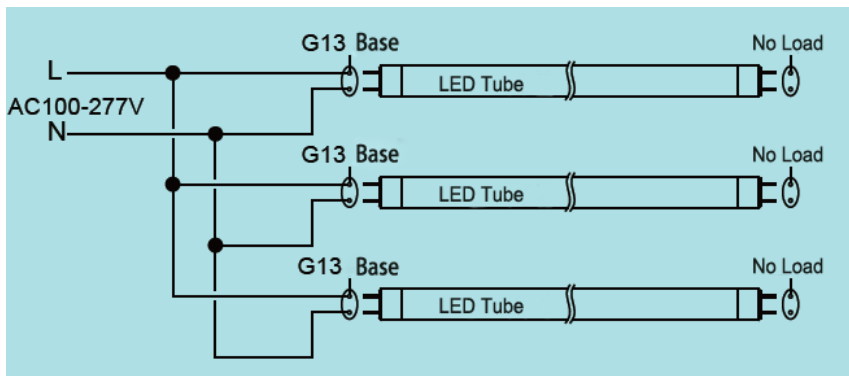 G13 Base
No Load
L
LED Tube
AC100-277V
N
G13 Base
No Load
LED Tube
G13 Base
No Load
LED Tube